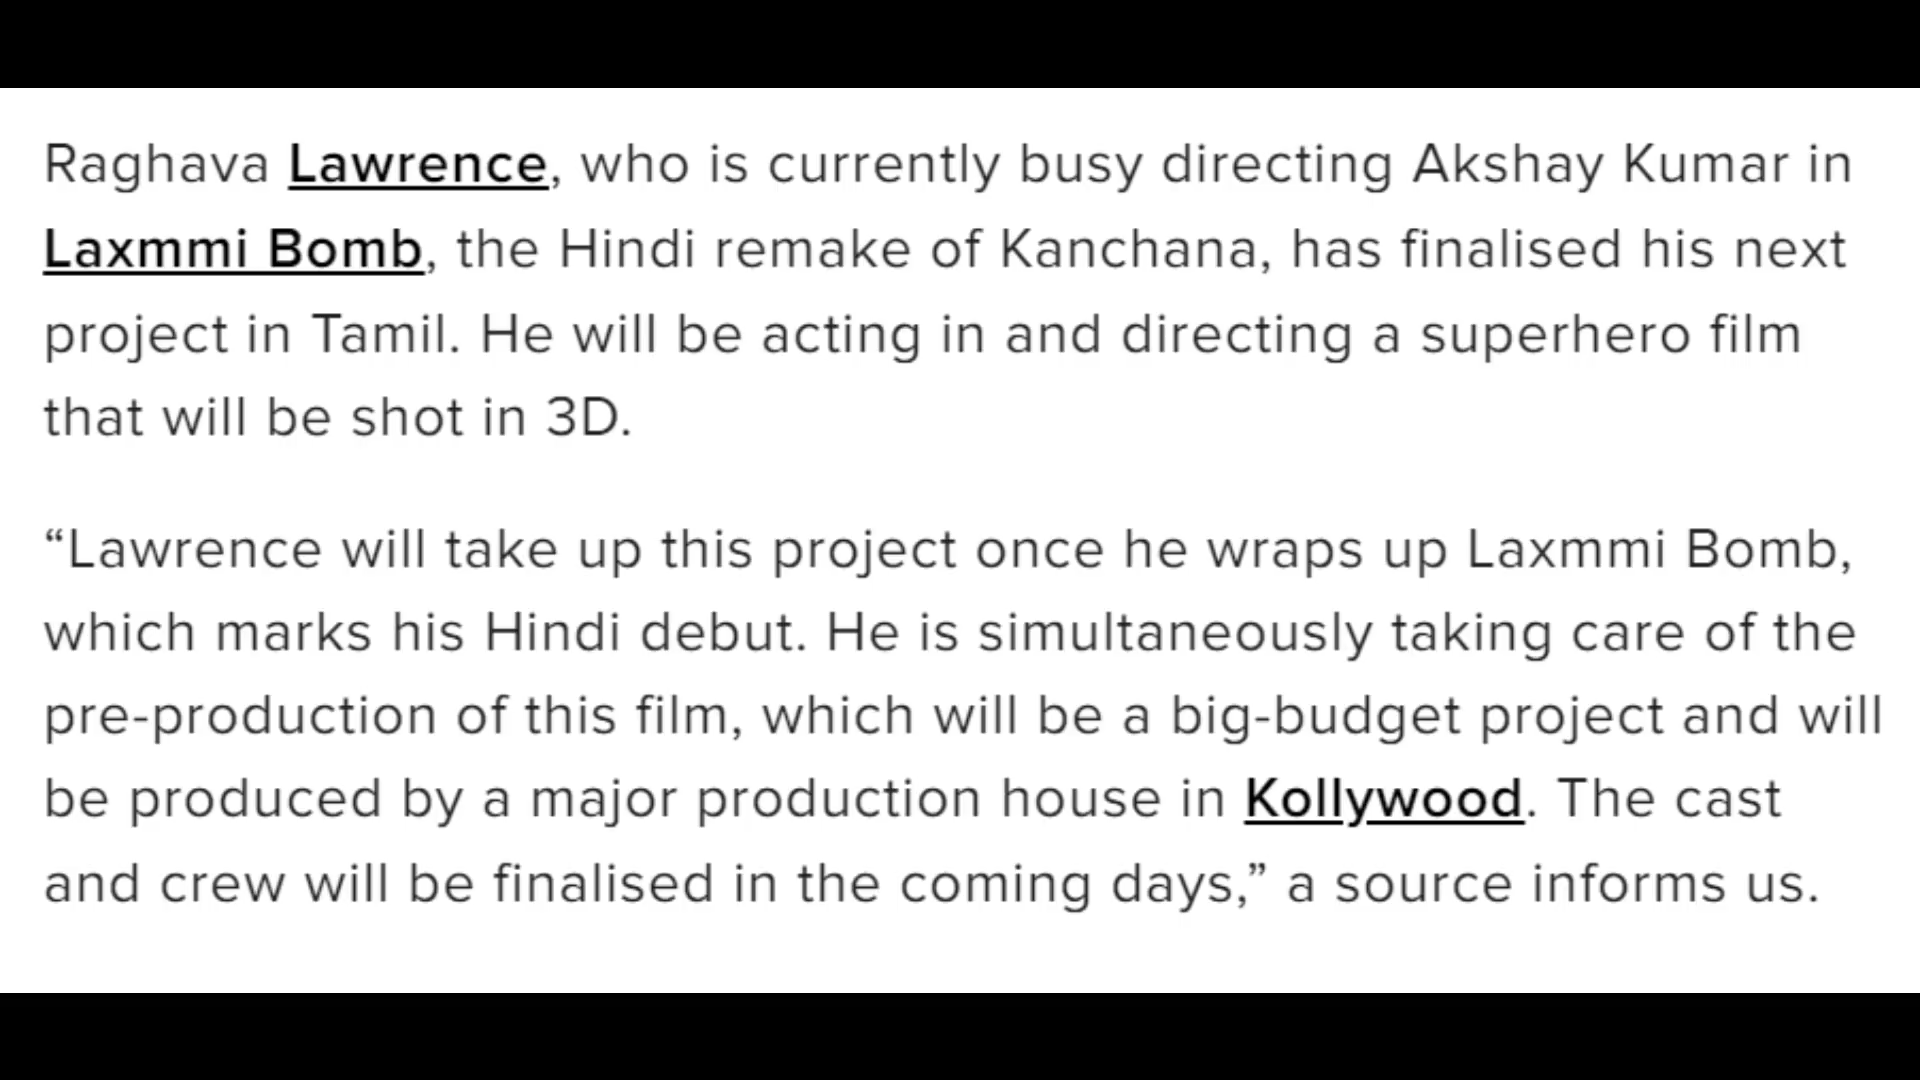 Raghava Lawrence, who is currently busy directing Akshay Kumar in
Laxmmi Bomb, the Hindi remake of Kanchana, has finalised his next
project in Tamil. He will be acting in and directing a superhero film
that will be shot in 3D.
“Lawrence will take up this project once he wraps up Laxmmi Bomb,
which marks his Hindi debut. He is simultaneously taking care of the
pre-production of this film, which will be a big-budget project and will
be produced by a major production house in Kollywood. The cast
and crew will be finalised in the coming days,” a source informs us.